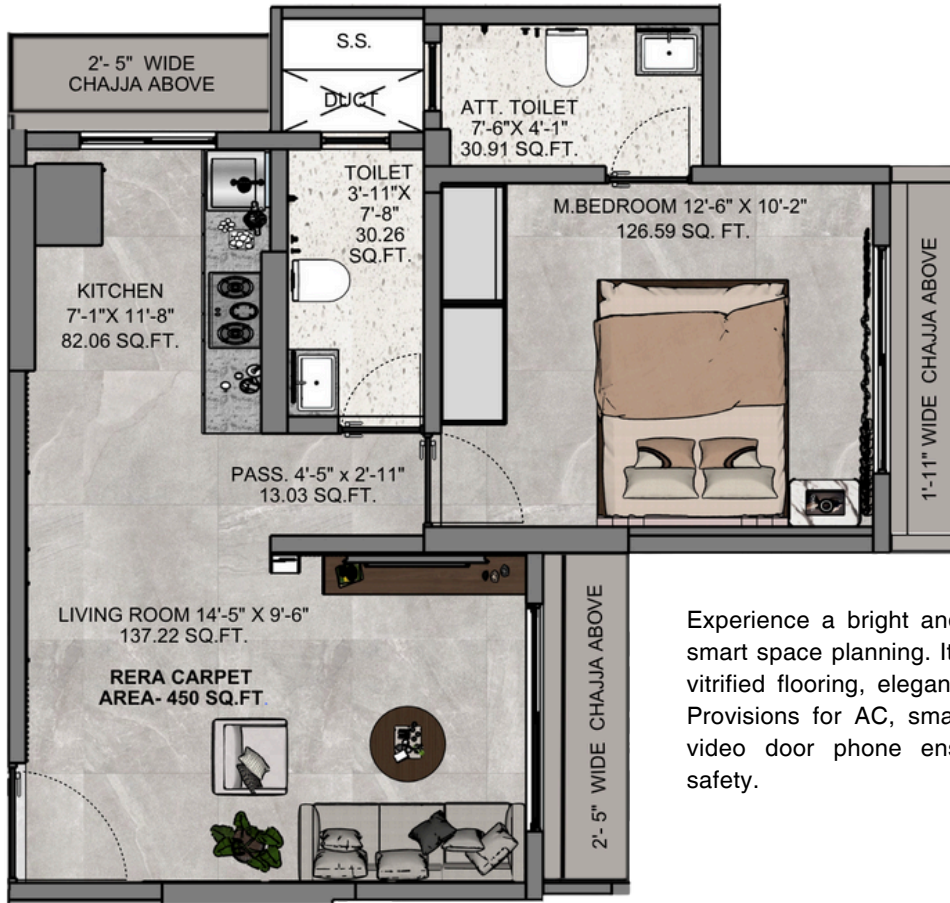 S.S.
DUCT
2'- 5" WIDE
CHAJJA ABOVE
ATT. TOILET
7'-6"X 4'-1"
30.91 SQ.FT.
TOILET
3'-11"X
7'-8"
30.26
SQ.FT.
M.BEDROOM 12'-6" X 10'-2"
126.59 SQ. FT.
KITCHEN
7'-1"X 11'-8"
82.06 SQ.FT.
1'-11" WIDE CHAJJA ABOVE
PASS. 4'-5" x 2'-11"
13.03 SQ.FT.
LIVING ROOM 14'-5" X 9'-6"
137.22 SQ.FT.
RERA CARPET
AREA- 450 SQ.FT.
2'- 5" WIDE CHAJJA ABOVE
Experience a bright
smart space planning.
vitrified flooring,
Provisions for AC,
video door phone
safety.